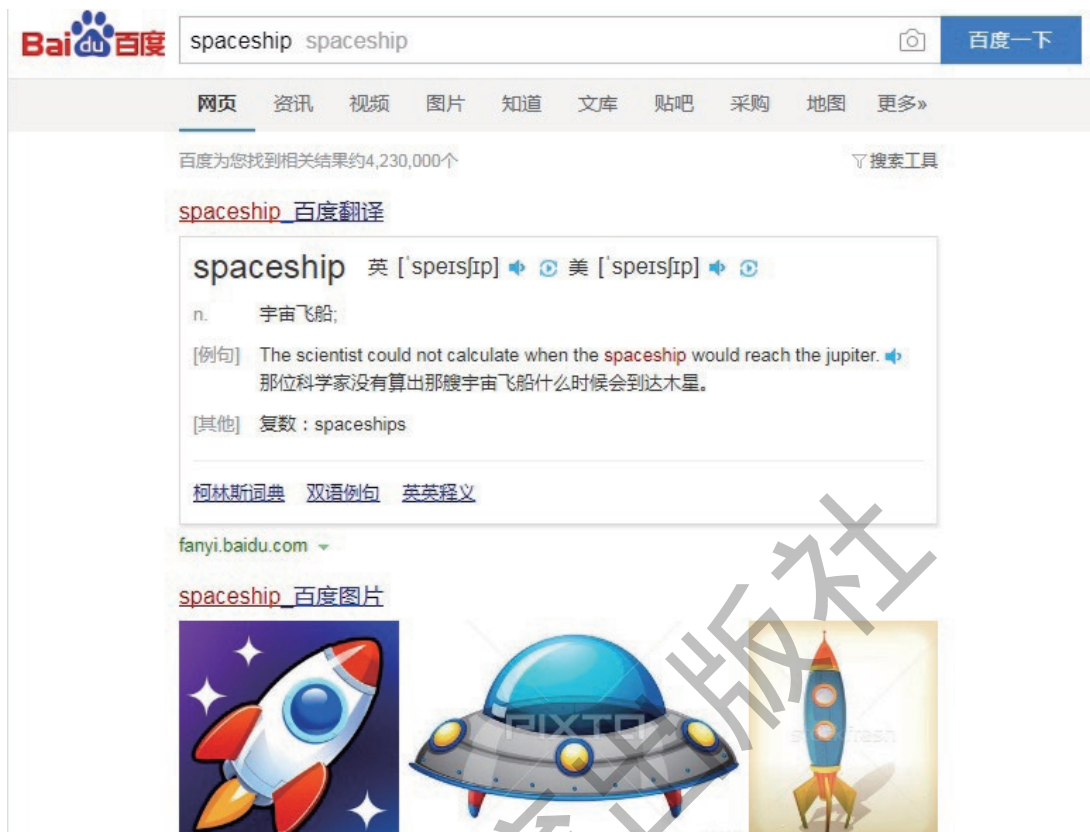 Bai du 百度
spaceship spaceship
百度一下
网页 资讯 视频 图片 知道 文库 贴吧 采购 地图 更多»
百度为您找到相关结果约4,230,000个
搜索工具
spaceship_百度翻译
spaceship 英 [ˈspeɪsʃɪp] 美 [ˈspeɪsʃɪp]
n. 宇宙飞船;
[例句] The scientist could not calculate when the spaceship would reach the jupiter.
那位科学家没有算出那艘宇宙飞船什么时候会到达木星。
[其他] 复数：spaceships
柯林斯词典 双语例句 英英释义
fanyi.baidu.com
spaceship_百度图片
PIXTA
出版社